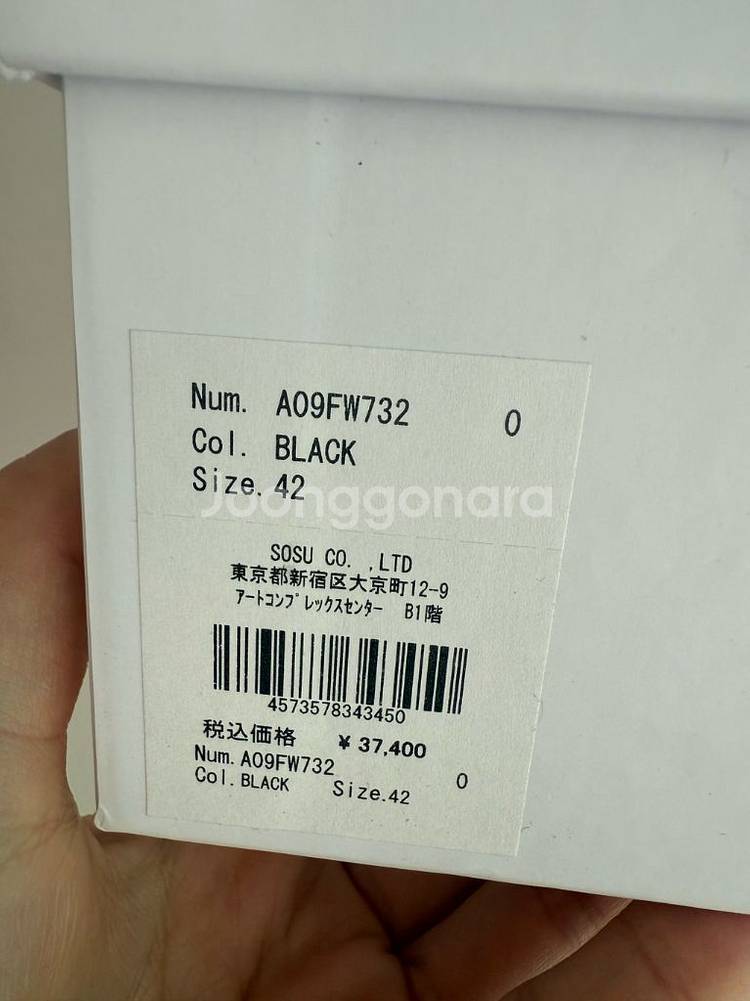 Num. A09FW732 0
Col. BLACK
Size. 42
Joonggonara
SOSU CO. ,LTD
東京都新宿区大京町12-9
アートコンプレックスセンター B1階
4573578343450
税込価格 ¥ 37,400
Num. A09FW732 0
Col. BLACK Size. 42